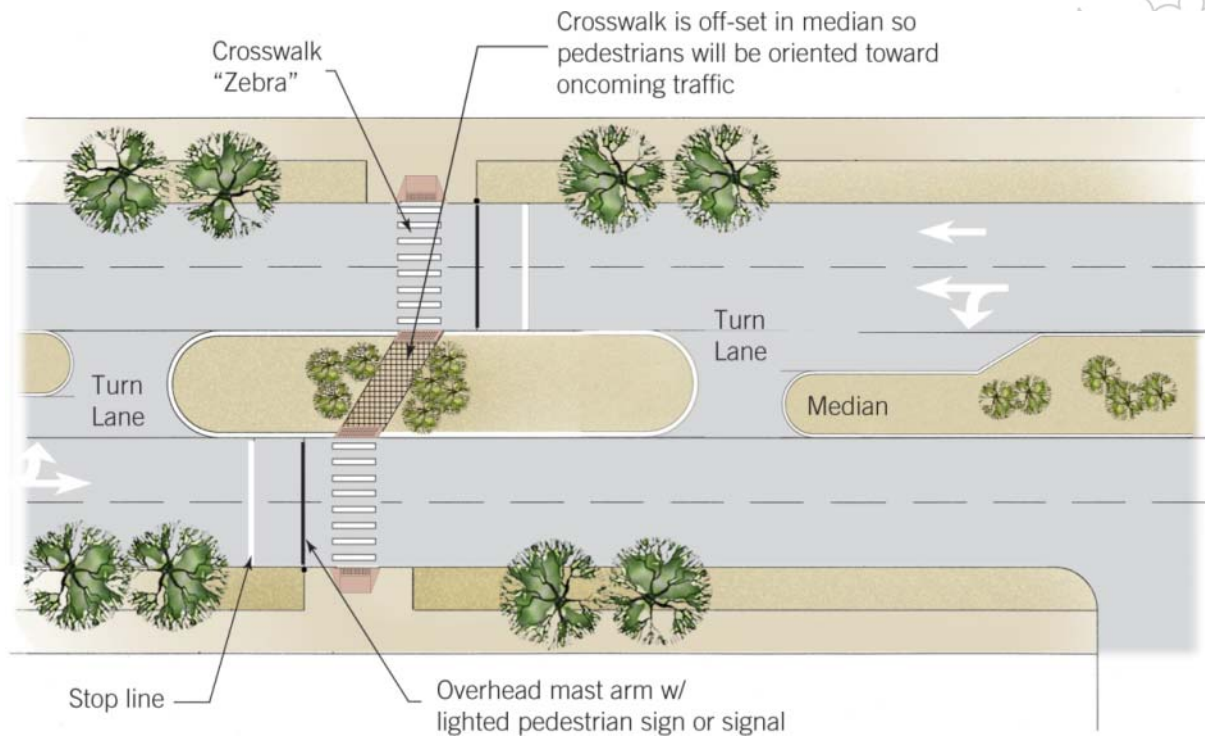 Crosswalk is off-set in median so
pedestrians will be oriented toward
oncoming traffic
Crosswalk
“Zebra”
Turn
Lane
Turn
Lane
Median
Stop line
Overhead mast arm w/
lighted pedestrian sign or signal